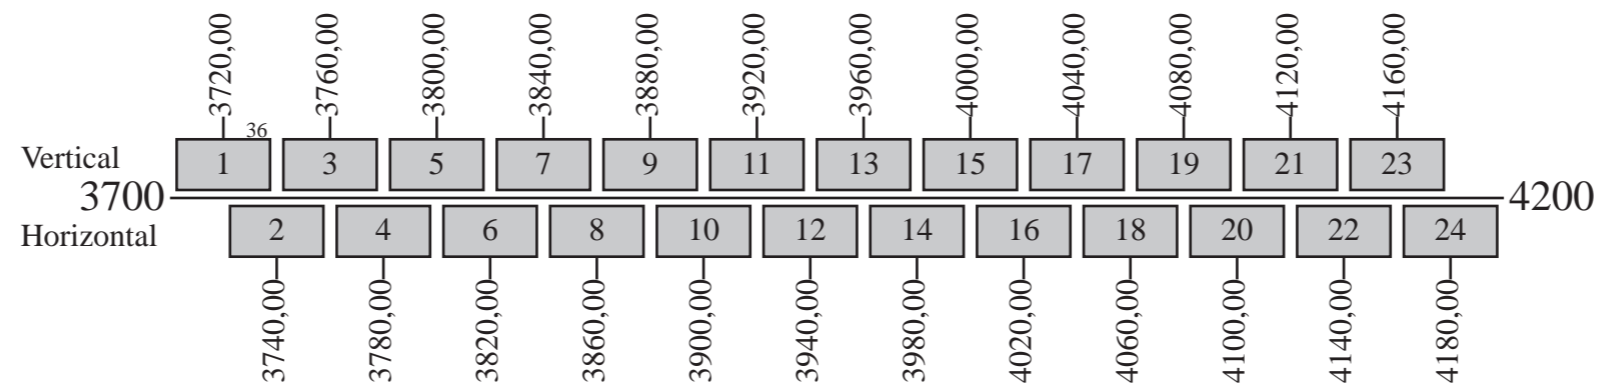 3720,00 3760,00 3800,00 3840,00 3880,00 3920,00 3960,00 4000,00 4040,00 4080,00 4120,00 4160,00
36
Vertical 1 3 5 7 9 11 13 15 17 19 21 23
3700 4200
Horizontal 2 4 6 8 10 12 14 16 18 20 22 24
3740,00 3780,00 3820,00 3860,00 3900,00 3940,00 3980,00 4020,00 4060,00 4100,00 4140,00 4180,00